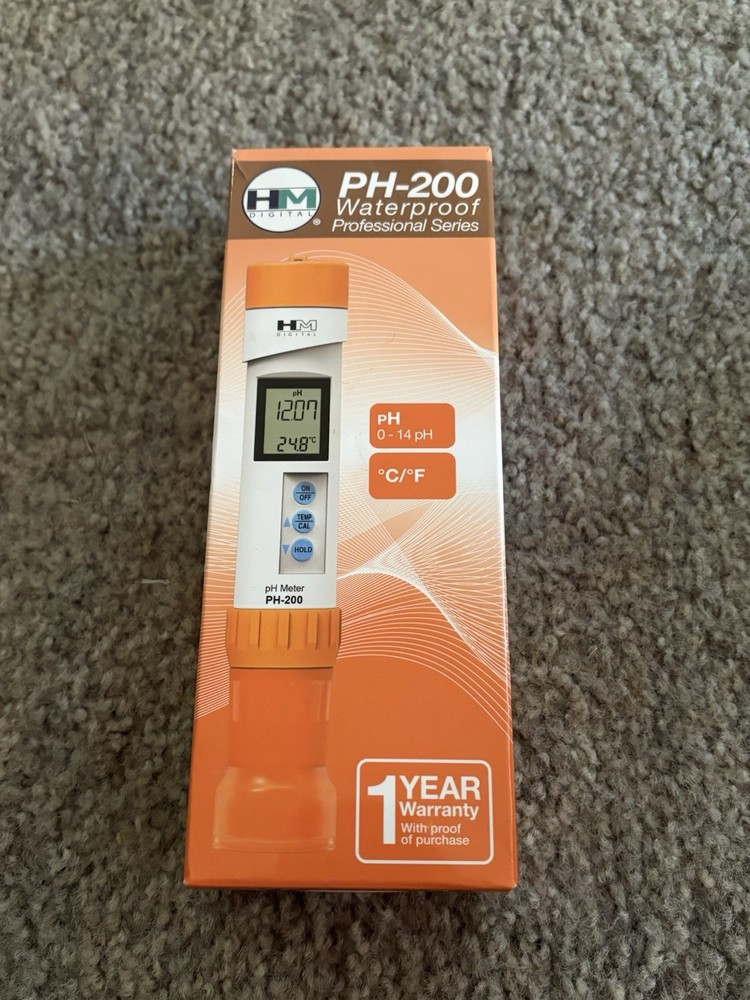 HM
DIGITAL
®
PH-200
Waterproof
Professional Series
HM
DIGITAL
pH
12.07
24.8°C
ON
OFF
TEMP
CAL
HOLD
pH Meter
PH-200
pH
0 - 14 pH
°C/°F
1 YEAR
Warranty
With proof
of purchase